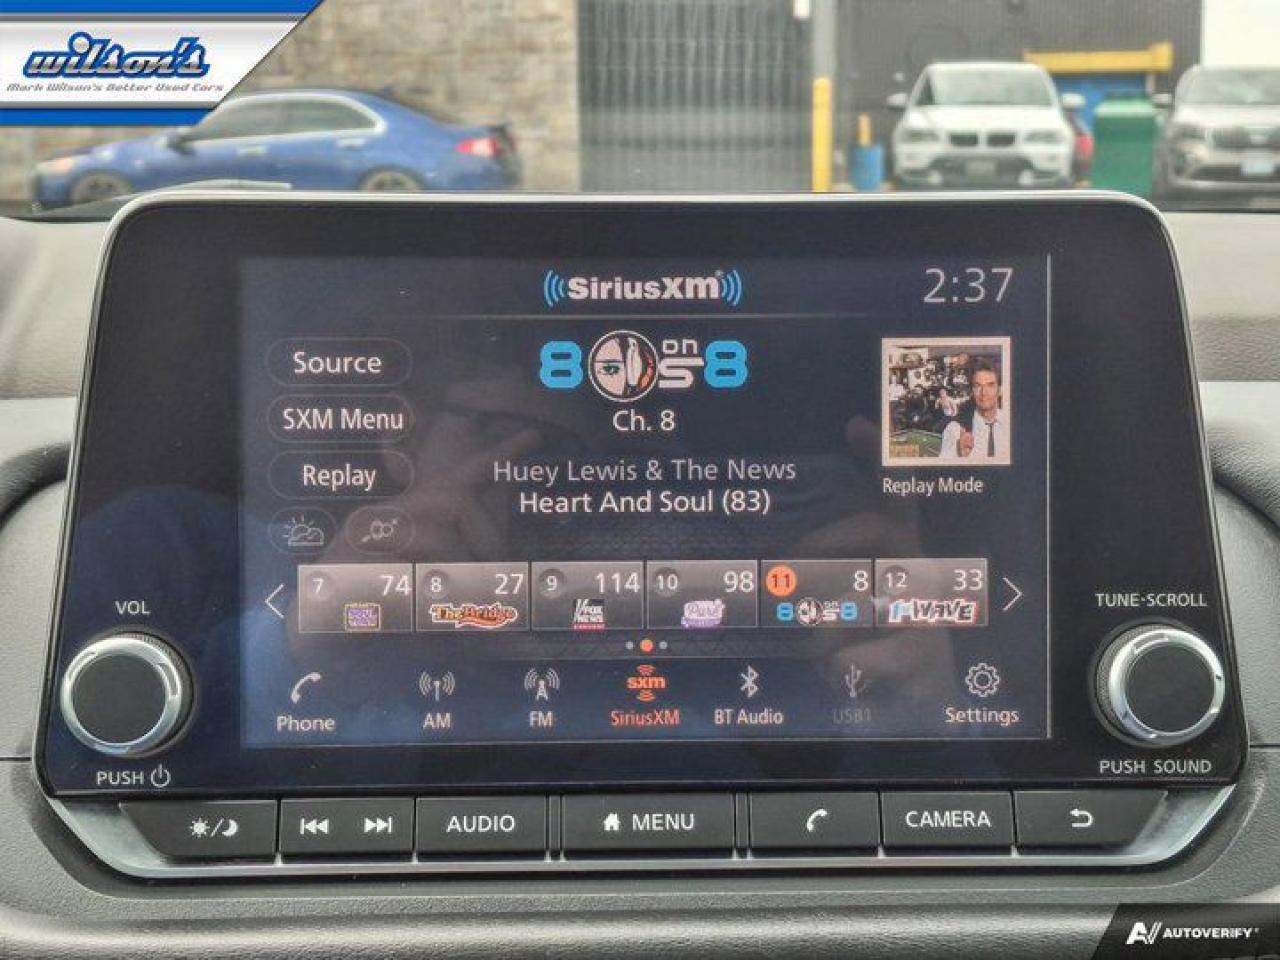 wilson's
Mark Wilson's Better Used Cars
SiriusXm
2:37
Source
8 on 8
SXM Menu
Ch. 8
Replay
Huey Lewis & The News
Heart And Soul (83)
Replay Mode
7 74
8 27
9 114
10 98
11 8
12 33
The Bridge
FOX NEWS
8 on 8
1st WAVE
VOL
TUNE-SCROLL
Phone
AM
FM
sxm
SiriusXM
BT Audio
USB1
Settings
PUSH
PUSH SOUND
AUDIO
MENU
CAMERA
AUTOVERIFY